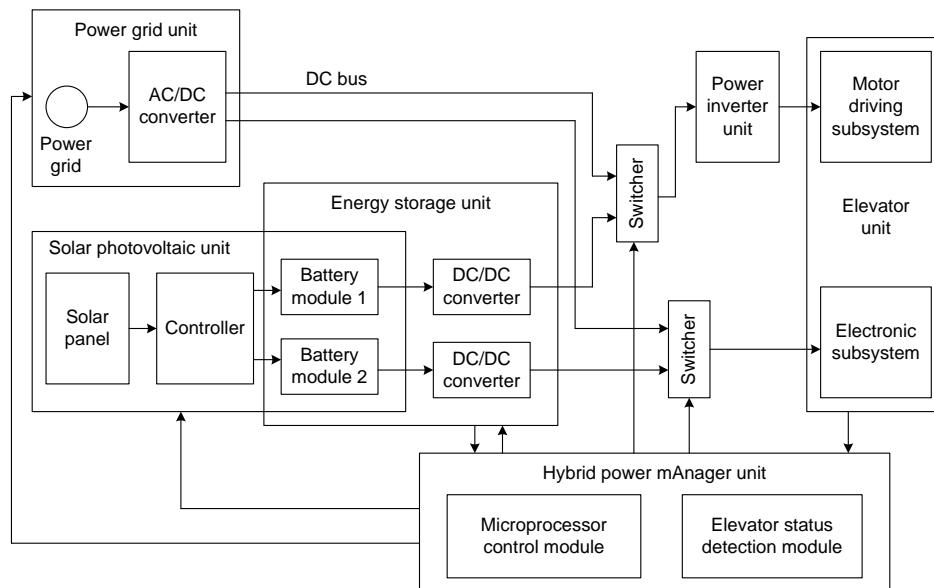 Power grid unit
AC/DC
converter
Power
grid
DC bus
Power
inverter
unit
Motor
driving
subsystem
Switcher
Elevator
unit
Energy storage unit
Solar photovoltaic unit
Solar
panel
Controller
Battery
module 1
DC/DC
converter
Battery
module 2
DC/DC
converter
Switcher
Electronic
subsystem
Hybrid power mAnager unit
Microprocessor
control module
Elevator status
detection module